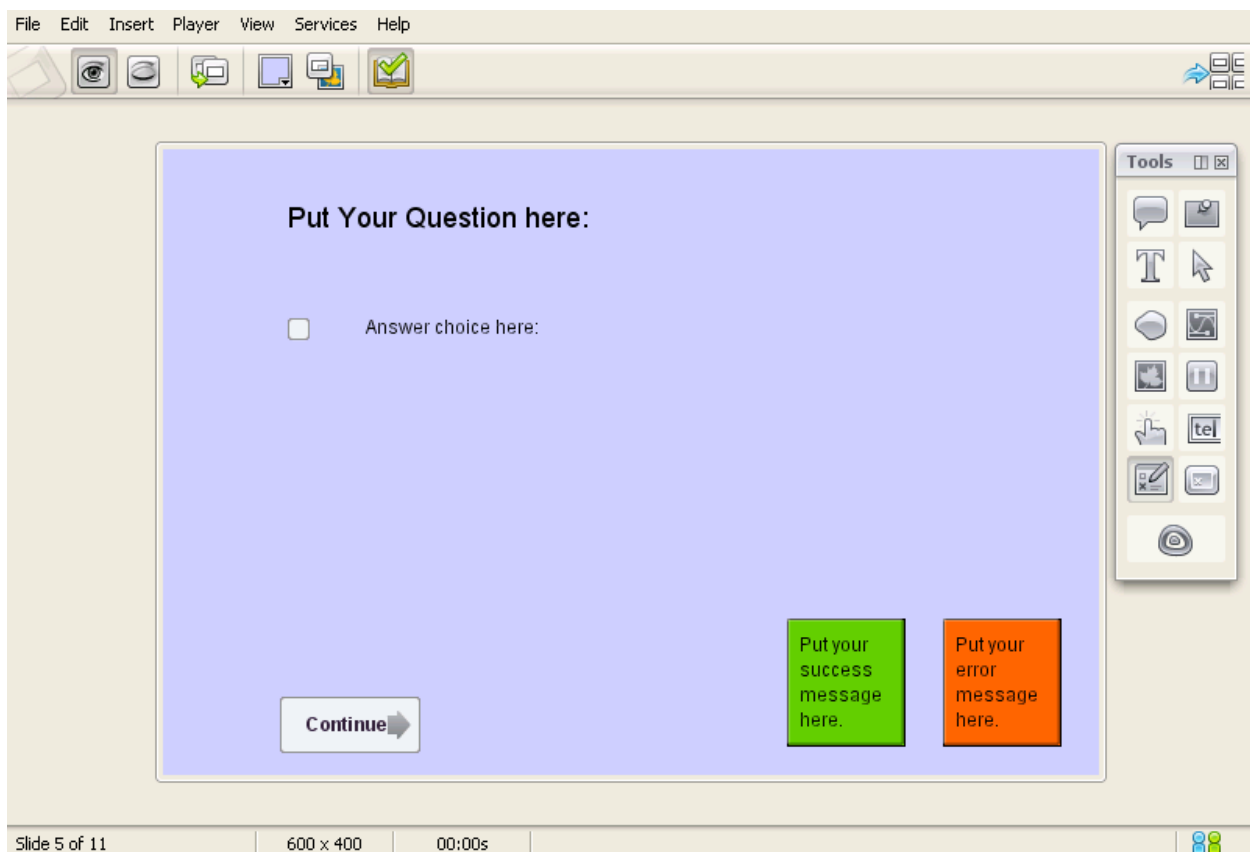 File Edit Insert Player View Services Help
Tools
Put Your Question here:
T
Answer choice here:
te
Put your
success
message
here.
Put your
error
message
here.
Continue
Slide 5 of 11 600 x 400 00:00s